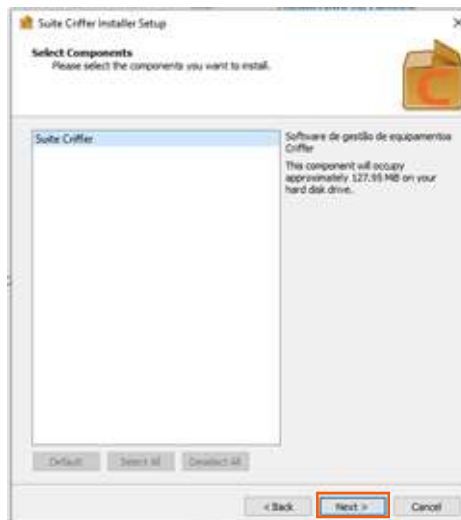 Suite Criffer Installer Setup
Select Components
Please select the components you want to install.
Suite Criffer
Software de gestão de equipamentos
Criffer
This component will occupy
approximately 127.95 MB on your
hard disk drive.
Default
Select All
Deselect All
< Back
Next >
Cancel